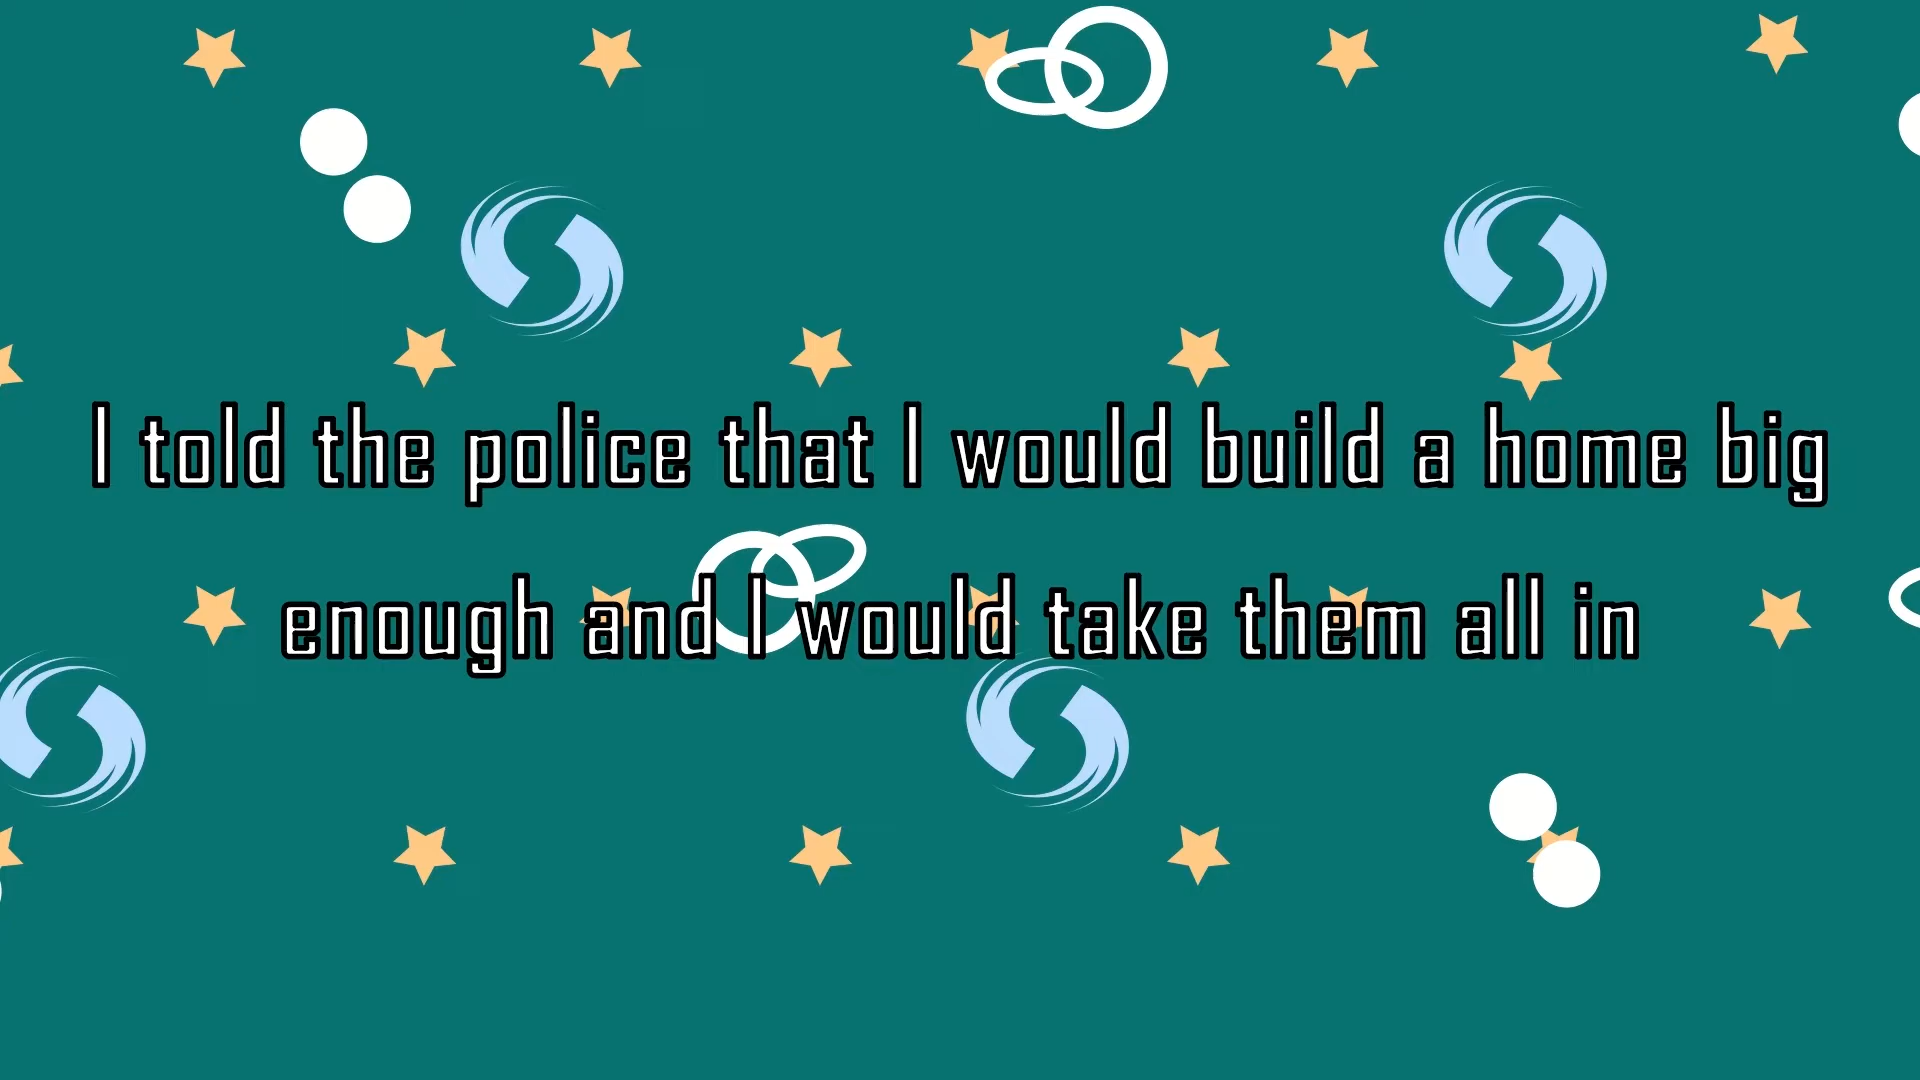 I told the police that I would build a home big
enough and I would take them all in